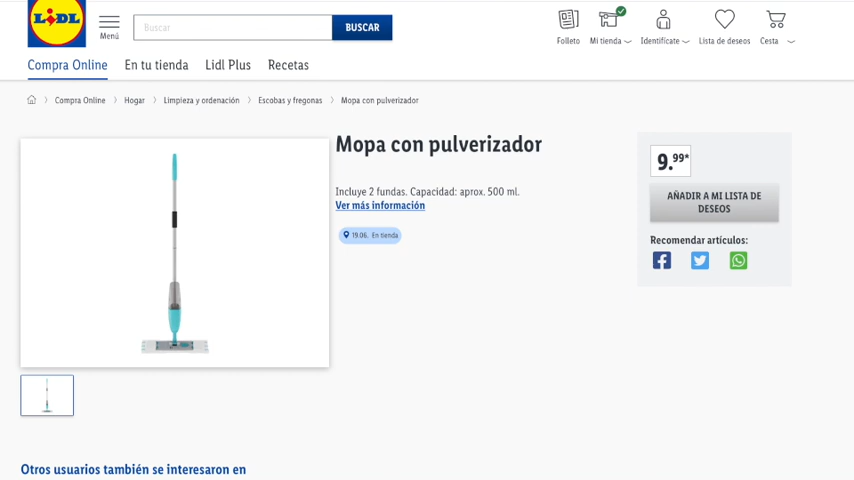 LiDL
Menú
Buscar
BUSCAR
Folleto
Mi tienda
Identifícate
Lista de deseos
Cesta
Compra Online
En tu tienda
Lidl Plus
Recetas
Compra Online
Hogar
Limpieza y ordenación
Escobas y fregonas
Mopa con pulverizador
Mopa con pulverizador
9.99*
Incluye 2 fundas. Capacidad: aprox. 500 ml.
Ver más información
AÑADIR A MI LISTA DE
DESEOS
19.06. En tienda
Recomendar artículos:
Otros usuarios también se interesaron en